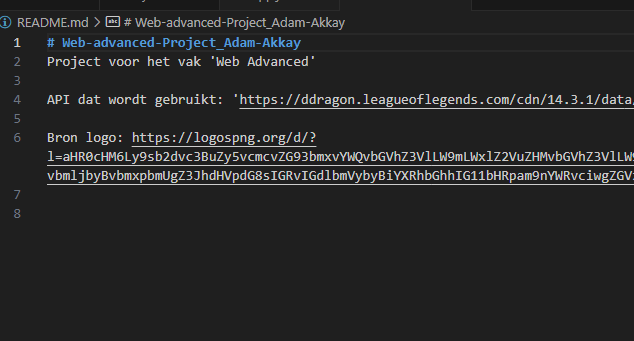 README.md > # Web-advanced-Project_Adam-Akkay
1 # Web-advanced-Project_Adam-Akkay
2 Project voor het vak 'Web Advanced'
3
4 API dat wordt gebruikt: 'https://ddragon.leagueoflegends.com/cdn/14.3.1/data/
5
6 Bron logo: https://logospng.org/d/?
l=aHR0cHM6Ly9sb2dvc3BuZy5vcmcvZG93bmxvYWQvbGVhZ3VlLW9mLWxlZ2VuZHMvbGVhZ3VlLW9
vbmljbyBvbmxpbmUgZ3JhdHVpdG8sIGRvIGdlbmVybyBiYXRhbGhhIG11bHRpam9nYWRvciwgZGVz
7
8